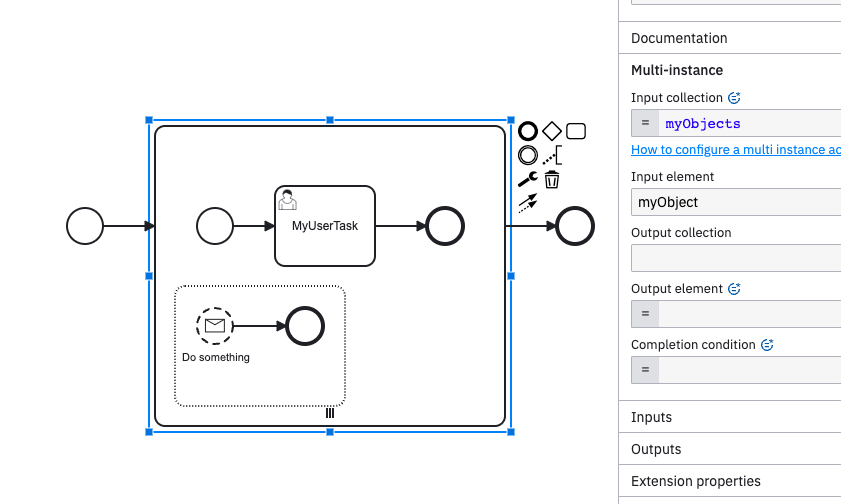 MyUserTask
Do something
Documentation
Multi-instance
Input collection
= myObjects
How to configure a multi instance ac
Input element
myObject
Output collection
Output element
=
Completion condition
=
Inputs
Outputs
Extension properties